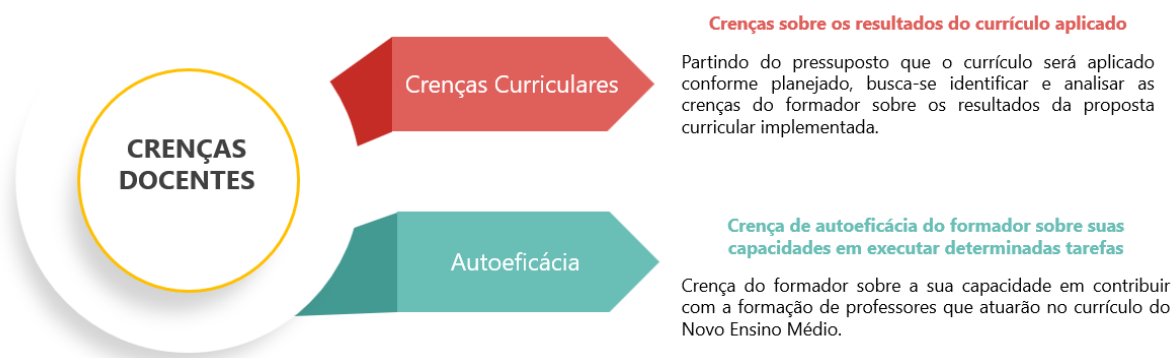 CRENÇAS
DOCENTES
Crenças Curriculares
Crenças sobre os resultados do currículo aplicado
Partindo do pressuposto que o currículo será aplicado
conforme planejado, busca-se identificar e analisar as
crenças do formador sobre os resultados da proposta
curricular implementada.
Autoeficácia
Crença de autoeficácia do formador sobre suas
capacidades em executar determinadas tarefas
Crença do formador sobre a sua capacidade em contribuir
com a formação de professores que atuarão no currículo do
Novo Ensino Médio.